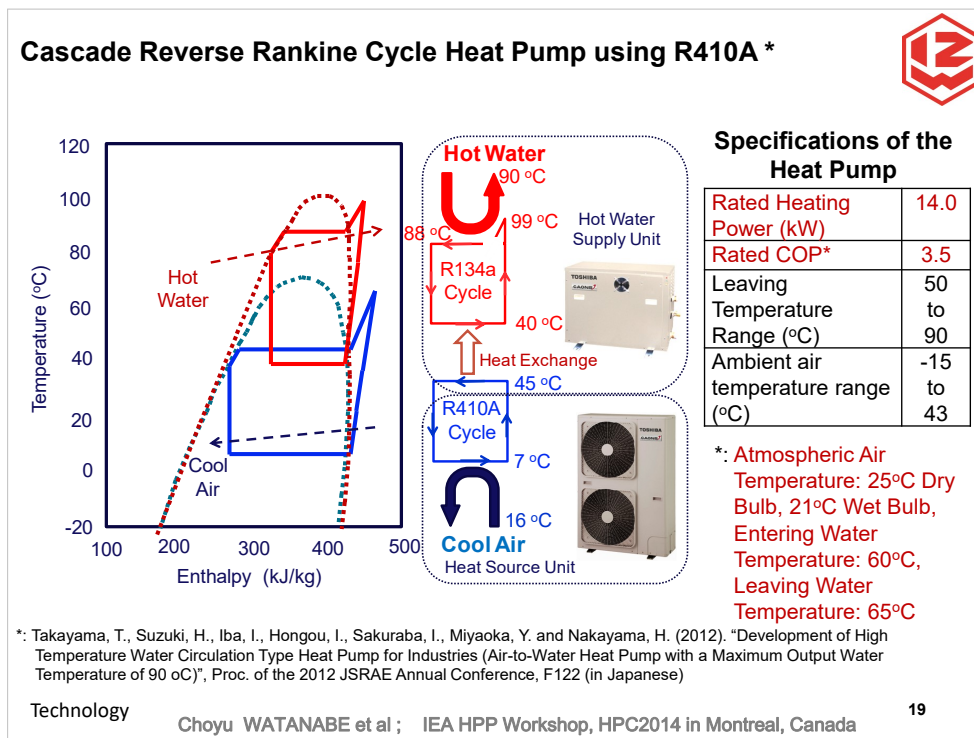 Cascade Reverse Rankine Cycle Heat Pump using R410A *
120
100
80
60
40
20
0
-20
100
200
300
400
500
Temperature (°C)
Enthalpy (kJ/kg)
Hot
Water
Cool
Air
Hot Water
90 °C
99 °C
88 °C
R134a
Cycle
40 °C
Hot Water
Supply Unit
TOSHIBA
Heat Exchange
45 °C
R410A
Cycle
7 °C
16 °C
Cool Air
Heat Source Unit
TOSHIBA
Specifications of the
Heat Pump
Rated Heating
Power (kW)
14.0
Rated COP*
3.5
Leaving
Temperature
Range (°C)
50
to
90
Ambient air
temperature range
(°C)
-15
to
43
*: Atmospheric Air
Temperature: 25°C Dry
Bulb, 21°C Wet Bulb,
Entering Water
Temperature: 60°C,
Leaving Water
Temperature: 65°C
*: Takayama, T., Suzuki, H., Iba, I., Hongou, I., Sakuraba, I., Miyaoka, Y. and Nakayama, H. (2012). “Development of High
Temperature Water Circulation Type Heat Pump for Industries (Air-to-Water Heat Pump with a Maximum Output Water
Temperature of 90 oC)”, Proc. of the 2012 JSRAE Annual Conference, F122 (in Japanese)
Technology
Choyu WATANABE et al ; IEA HPP Workshop, HPC2014 in Montreal, Canada
19